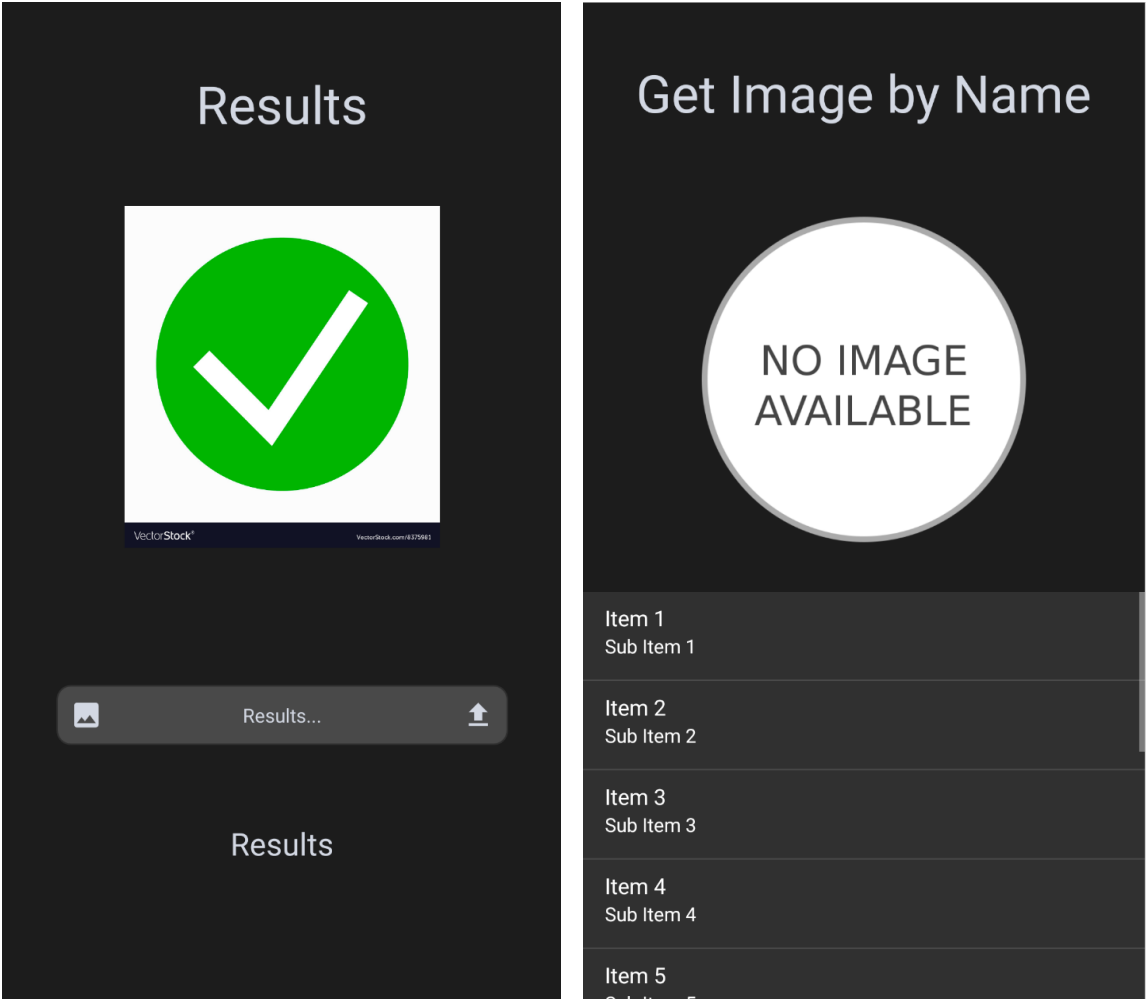 Results
VectorStock®
VectorStock.com/8375981
Results...
Results
Get Image by Name
NO IMAGE
AVAILABLE
Item 1
Sub Item 1
Item 2
Sub Item 2
Item 3
Sub Item 3
Item 4
Sub Item 4
Item 5